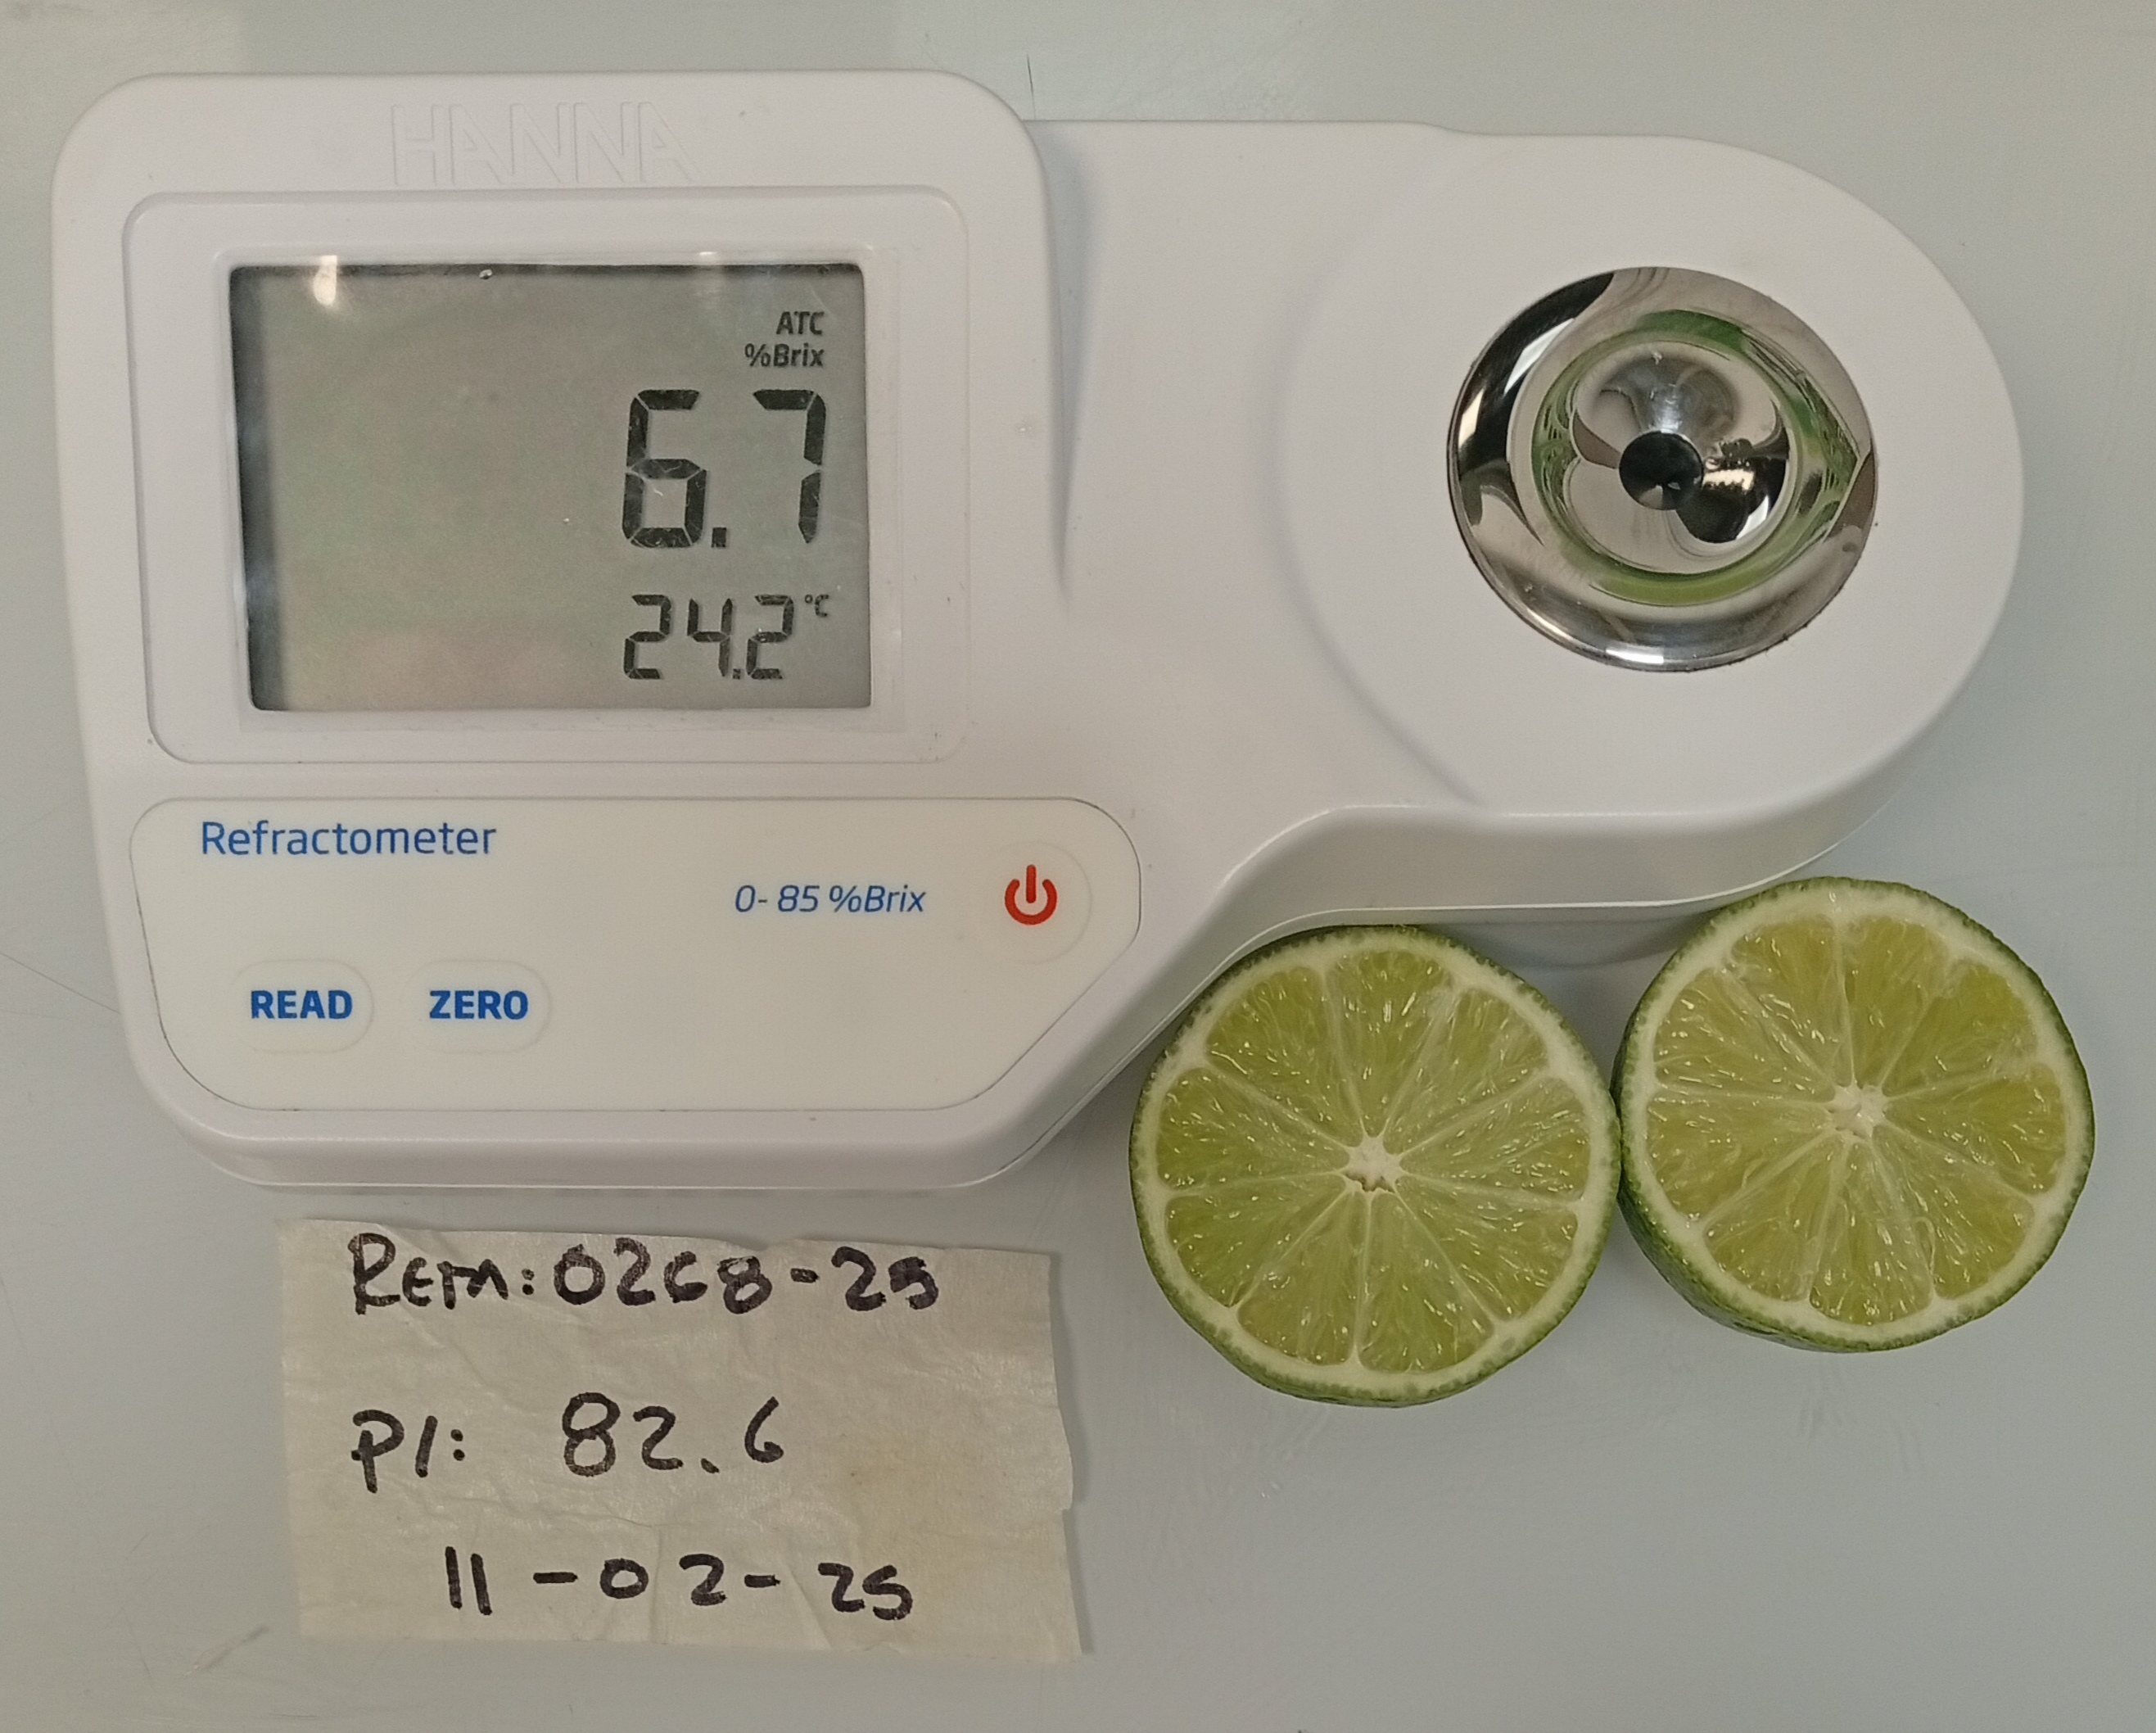 HANNA
ATC
%Brix
6.7
24.2°C
Refractometer
0-85 %Brix
READ ZERO
Rem: 0268-25
P/: 82.6
11-02-25